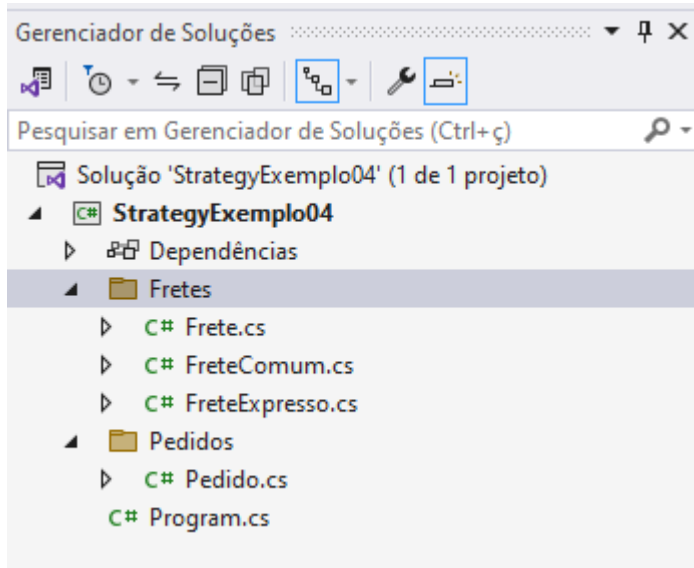 Gerenciador de Soluções
Pesquisar em Gerenciador de Soluções (Ctrl+ç)
Solução 'StrategyExemplo04' (1 de 1 projeto)
C# StrategyExemplo04
Dependências
Fretes
C# Frete.cs
C# FreteComum.cs
C# FreteExpresso.cs
Pedidos
C# Pedido.cs
C# Program.cs